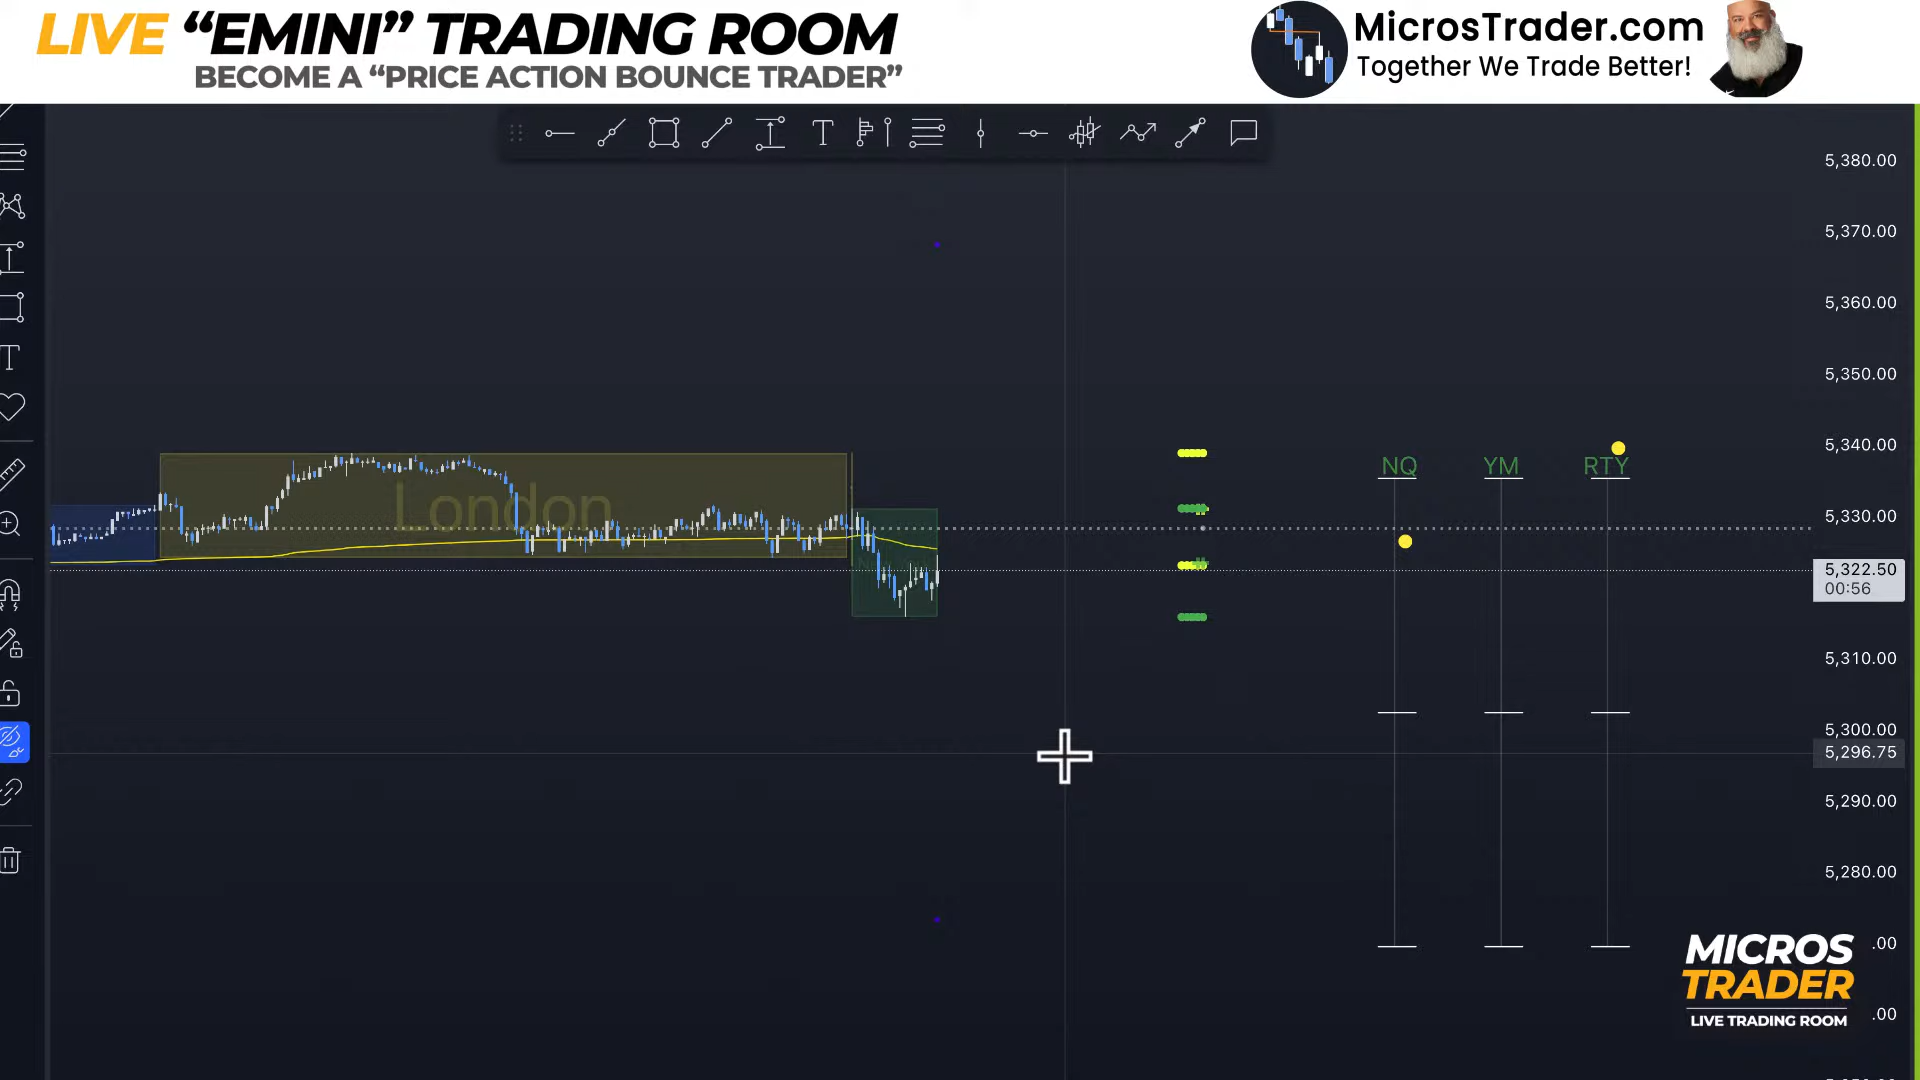 LIVE “EMINI” TRADING ROOM
BECOME A “PRICE ACTION BOUNCE TRADER”
MicrosTrader.com
Together We Trade Better!
5,380.00
5,370.00
5,360.00
5,350.00
5,340.00
5,330.00
5,322.50
00:56
5,310.00
5,300.00
5,296.75
5,290.00
5,280.00
.00
.00
London
NQ
YM
RTY
MICROS
TRADER
LIVE TRADING ROOM